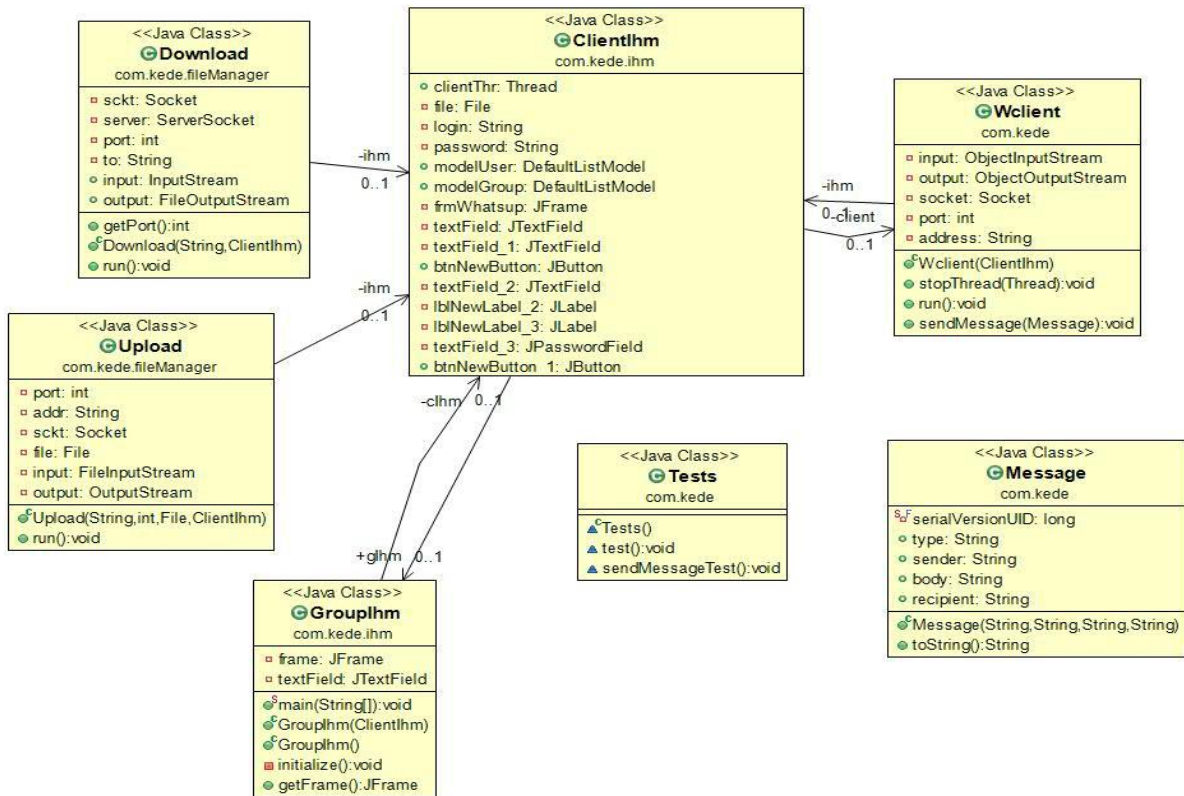 <<Java Class>>
Download
com.kede.fileManager
sckt: Socket
server: ServerSocket
port: int
to: String
input: InputStream
output: FileOutputStream
getPort():int
Download(String,ClientIhm)
run():void
-ihm
0..1
<<Java Class>>
ClientIhm
com.kede.ihm
clientThr: Thread
file: File
login: String
password: String
modelUser: DefaultListModel
modelGroup: DefaultListModel
frmWhatsup: JFrame
textField: JTextField
textField_1: JTextField
btnNewButton: JButton
textField_2: JTextField
lblNewLabel_2: JLabel
lblNewLabel_3: JLabel
textField_3: JPasswordField
btnNewButton_1: JButton
<<Java Class>>
Wclient
com.kede
input: ObjectInputStream
output: ObjectOutputStream
socket: Socket
port: int
address: String
Wclient(ClientIhm)
stopThread(Thread):void
run():void
sendMessage(Message):void
-ihm
0..1
-client
0..1
<<Java Class>>
Upload
com.kede.fileManager
port: int
addr: String
sckt: Socket
file: File
input: FileInputStream
output: OutputStream
Upload(String,int,File,ClientIhm)
run():void
-ihm
0..1
-cIhm
0..1
+gIhm
0..1
<<Java Class>>
GroupIhm
com.kede.ihm
frame: JFrame
textField: JTextField
S main(String[]):void
C GroupIhm(ClientIhm)
C GroupIhm()
initialize():void
getFrame():JFrame
<<Java Class>>
Tests
com.kede
Tests()
test():void
sendMessageTest():void
<<Java Class>>
Message
com.kede
S F serialVersionUID: long
type: String
sender: String
body: String
recipient: String
Message(String,String,String,String)
toString():String